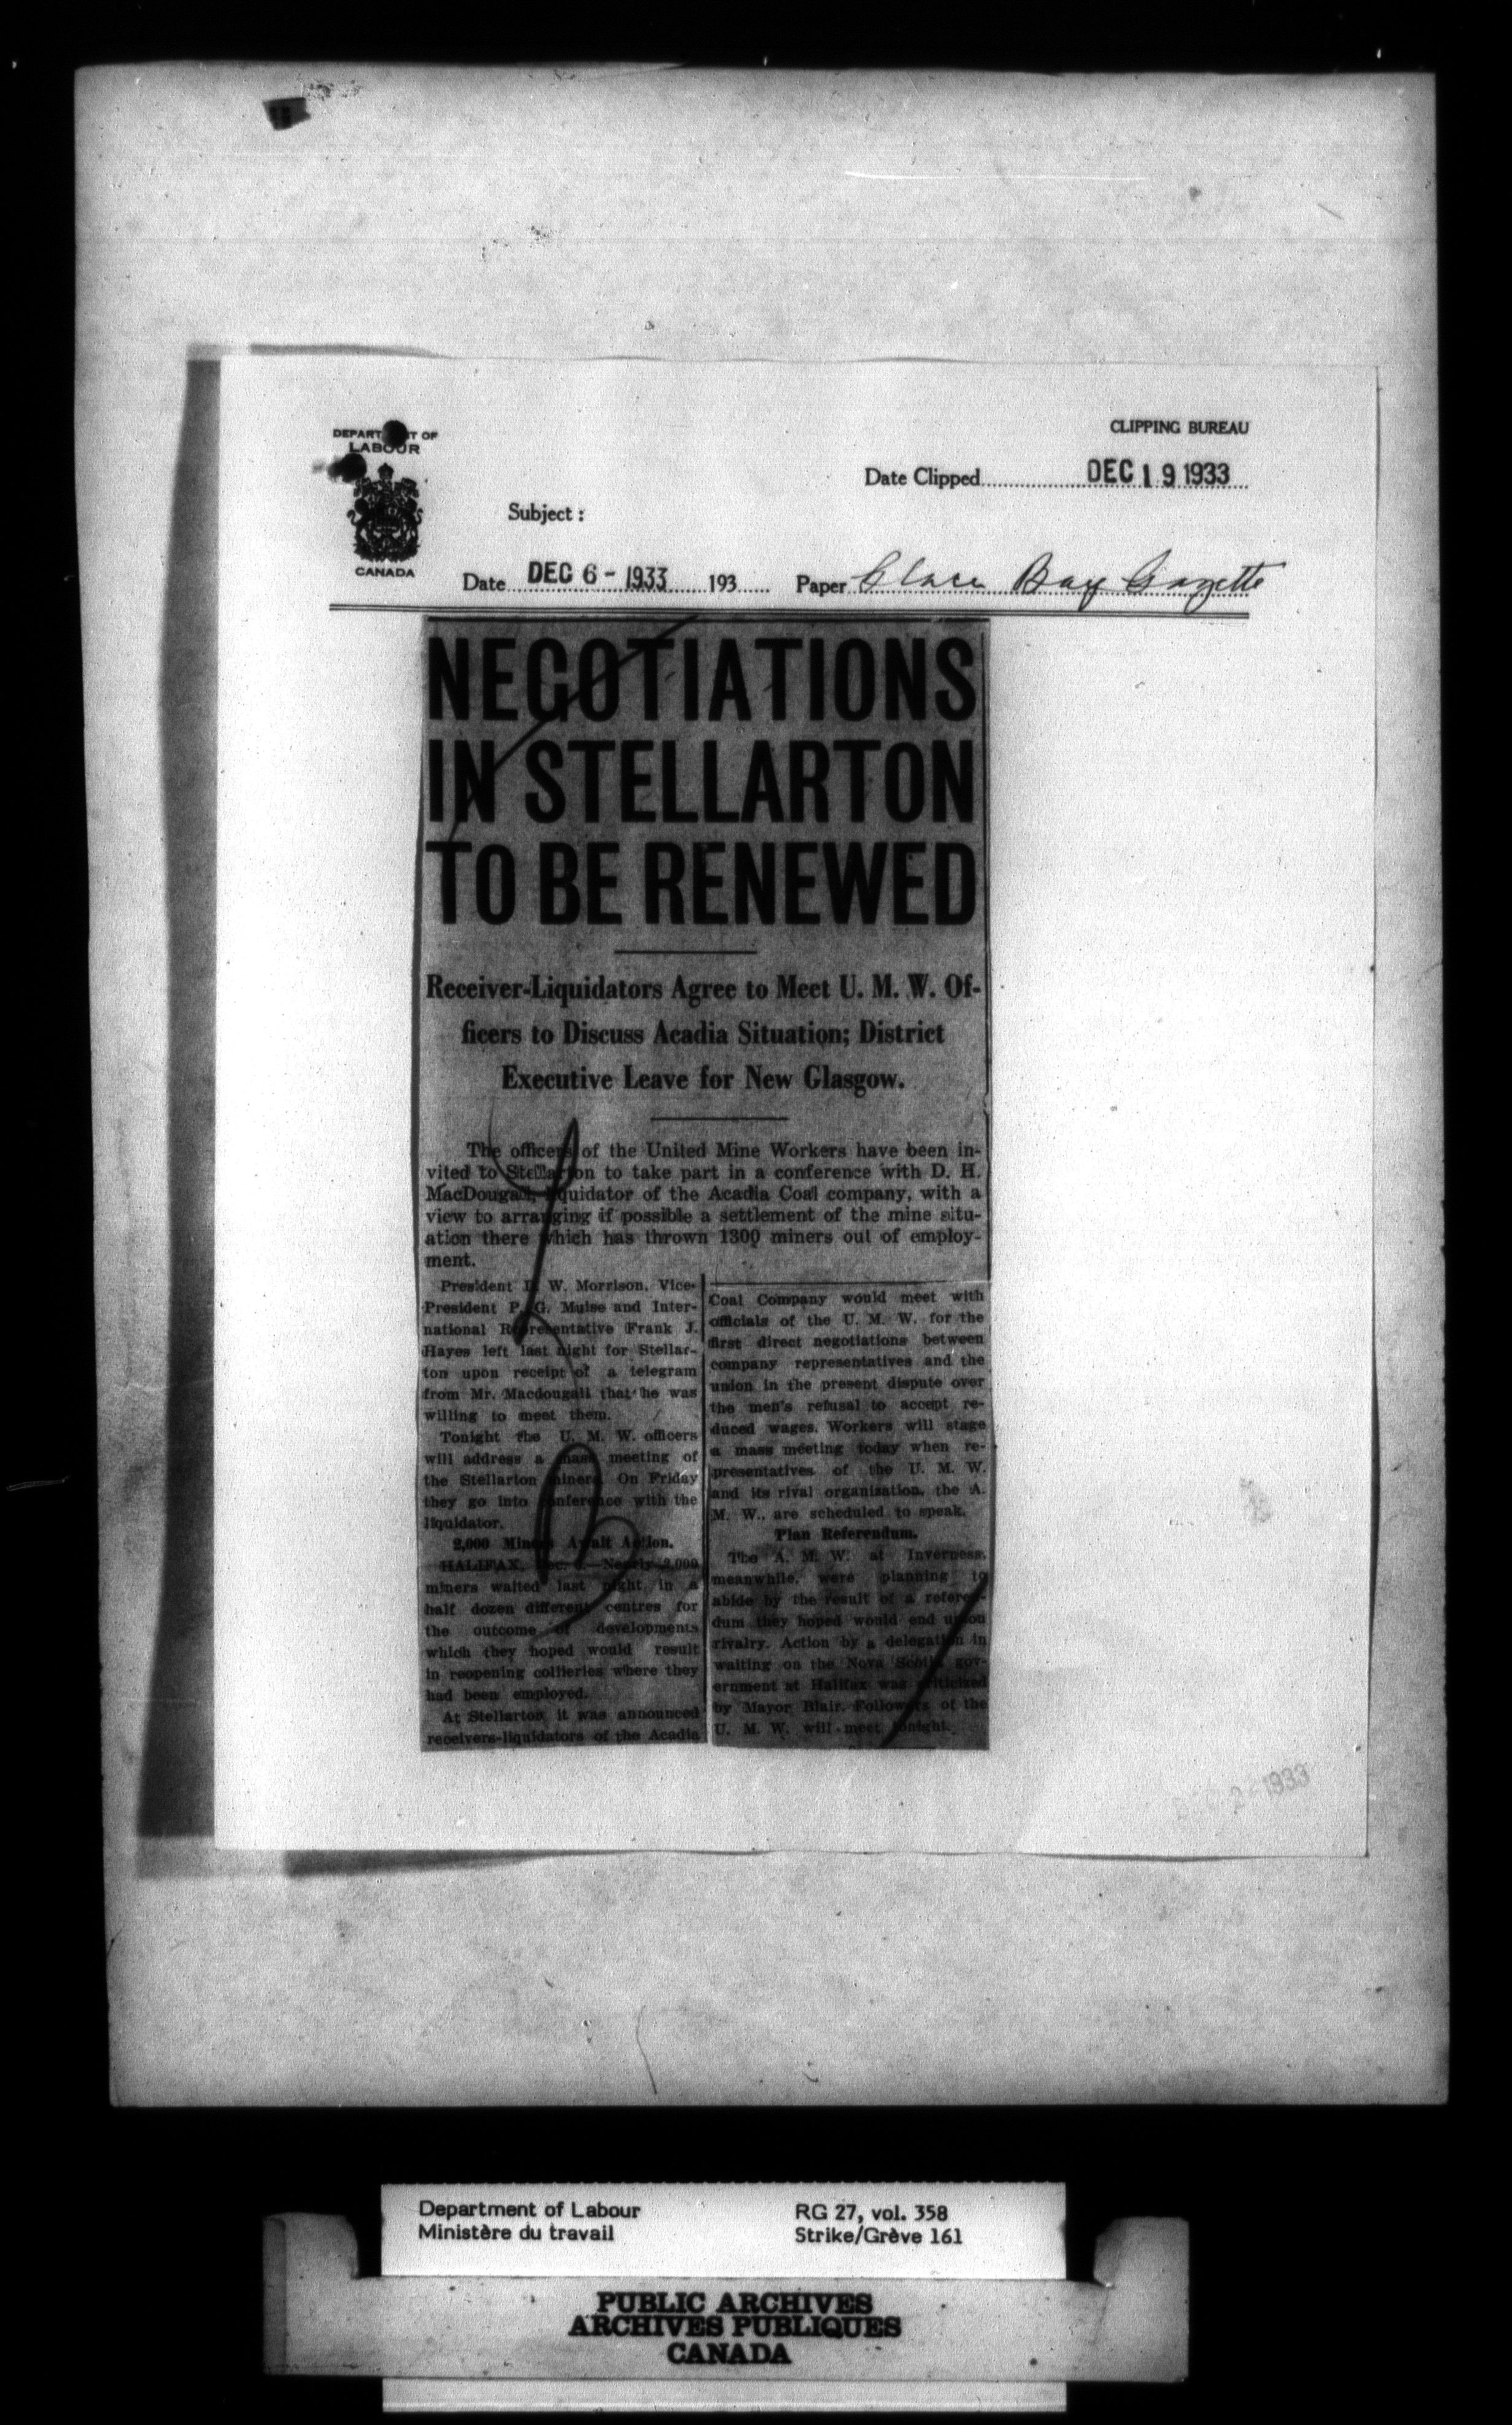 DEPARTMENT OF
LABOUR
CANADA
CLIPPING BUREAU
Date Clipped DEC 19 1933
Subject :
Date DEC 6 - 1933 193 Paper Glace Bay Gazette
NEGOTIATIONS
IN STELLARTON
TO BE RENEWED
Receiver-Liquidators Agree to Meet U. M. W. Of-
ficers to Discuss Acadia Situation; District
Executive Leave for New Glasgow.
The officers of the United Mine Workers have been in-
vited to Stellarton to take part in a conference with D. H.
MacDougall, liquidator of the Acadia Coal company, with a
view to arranging if possible a settlement of the mine situ-
ation there which has thrown 1300 miners out of employ-
ment.
President D. W. Morrison, Vice-
President P. G. Muise and Inter-
national Representative Frank J.
Hayes left last night for Stellar-
ton upon receipt of a telegram
from Mr. Macdougall that he was
willing to meet them.
Tonight the U. M. W. officers
will address a mass meeting of
the Stellarton miners. On Friday
they go into conference with the
liquidator.
2,000 Miners Await Action.
HALIFAX, Dec. 6.—Nearly 2,000
miners waited last night in a
half dozen different centres for
the outcome of developments
which they hoped would result
in reopening collieries where they
had been employed.
At Stellarton it was announced
receivers-liquidators of the Acadia
Coal Company would meet with
officials of the U. M. W. for the
first direct negotiations between
company representatives and the
union in the present dispute over
the men's refusal to accept re-
duced wages. Workers will stage
a mass meeting today when re-
presentatives of the U. M. W.
and its rival organization, the A.
M. W., are scheduled to speak.
Plan Referendum.
The A. M. W. at Inverness,
meanwhile, were planning to
abide by the result of a referen-
dum they hoped would end union
rivalry. Action by a delegation in
waiting on the Nova Scotia gov-
ernment at Halifax was criticized
by Mayor Blair. Followers of the
U. M. W. will meet tonight.
2-1933
Department of Labour
Ministère du travail
RG 27, vol. 358
Strike/Grève 161
PUBLIC ARCHIVES
ARCHIVES PUBLIQUES
CANADA